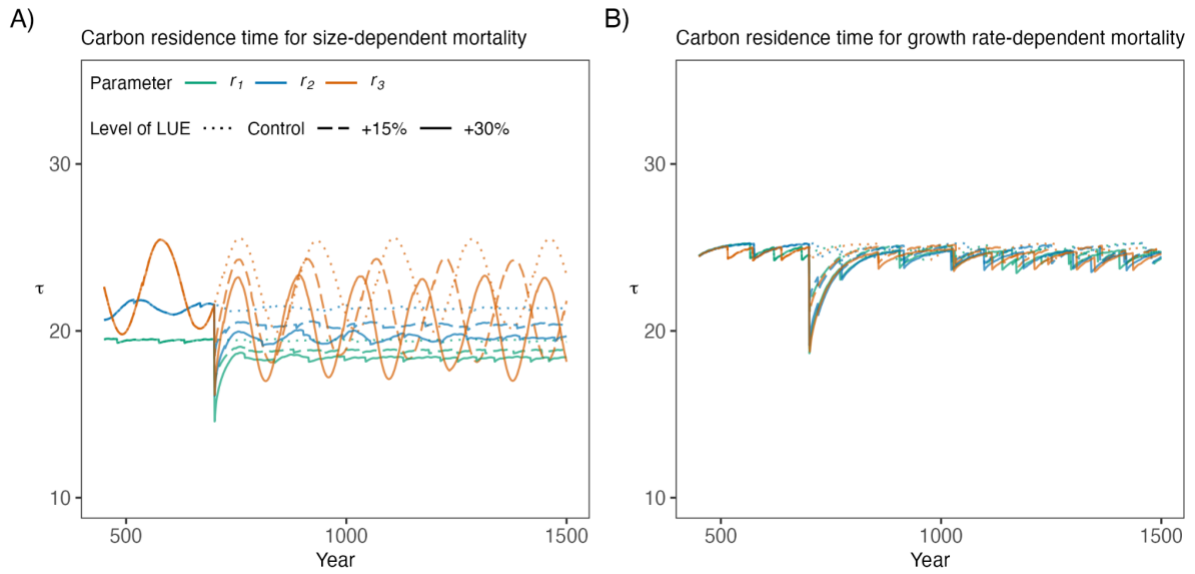 A)
Carbon residence time for size-dependent mortality
Parameter r1 r2 r3
Level of LUE Control +15% +30%
30
τ
20
10
500 1000 1500
Year
B)
Carbon residence time for growth rate-dependent mortality
30
τ
20
10
500 1000 1500
Year